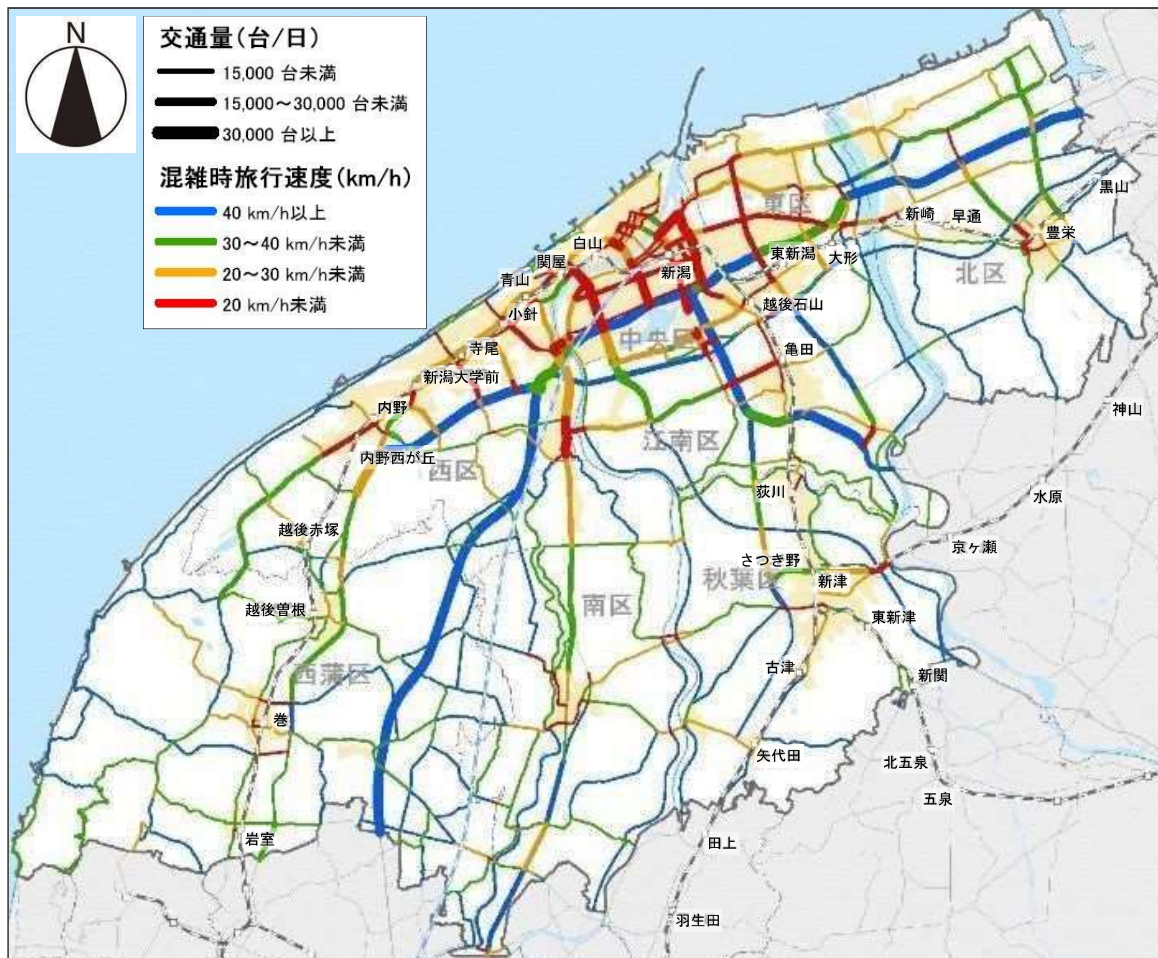 N
交通量(台/日)
15,000 台未満
15,000～30,000 台未満
30,000 台以上
混雑時旅行速度(km/h)
40 km/h以上
30～40 km/h未満
20～30 km/h未満
20 km/h未満
黒山
東区
新崎
早通
豊栄
白山
関屋
新潟
東新潟
大形
北区
青山
小針
越後石山
中央区
寺尾
亀田
新潟大学前
内野
神山
江南区
内野西が丘
西区
荻川
水原
越後赤塚
京ヶ瀬
さつき野
秋葉区
新津
越後曽根
南区
東新津
西蒲区
古津
新関
巻
矢代田
北五泉
五泉
岩室
田上
羽生田